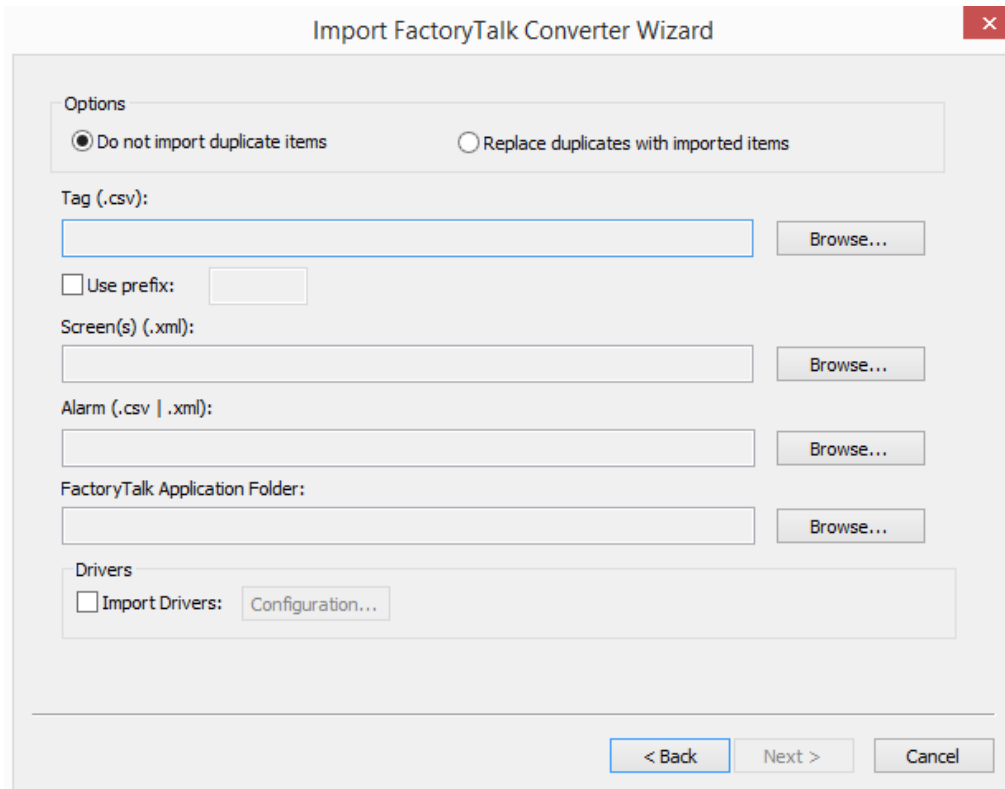 Import FactoryTalk Converter Wizard
Options
Do not import duplicate items
Replace duplicates with imported items
Tag (.csv):
Browse...
Use prefix:
Screen(s) (.xml):
Browse...
Alarm (.csv | .xml):
Browse...
FactoryTalk Application Folder:
Browse...
Drivers
Import Drivers:
Configuration...
< Back
Next >
Cancel